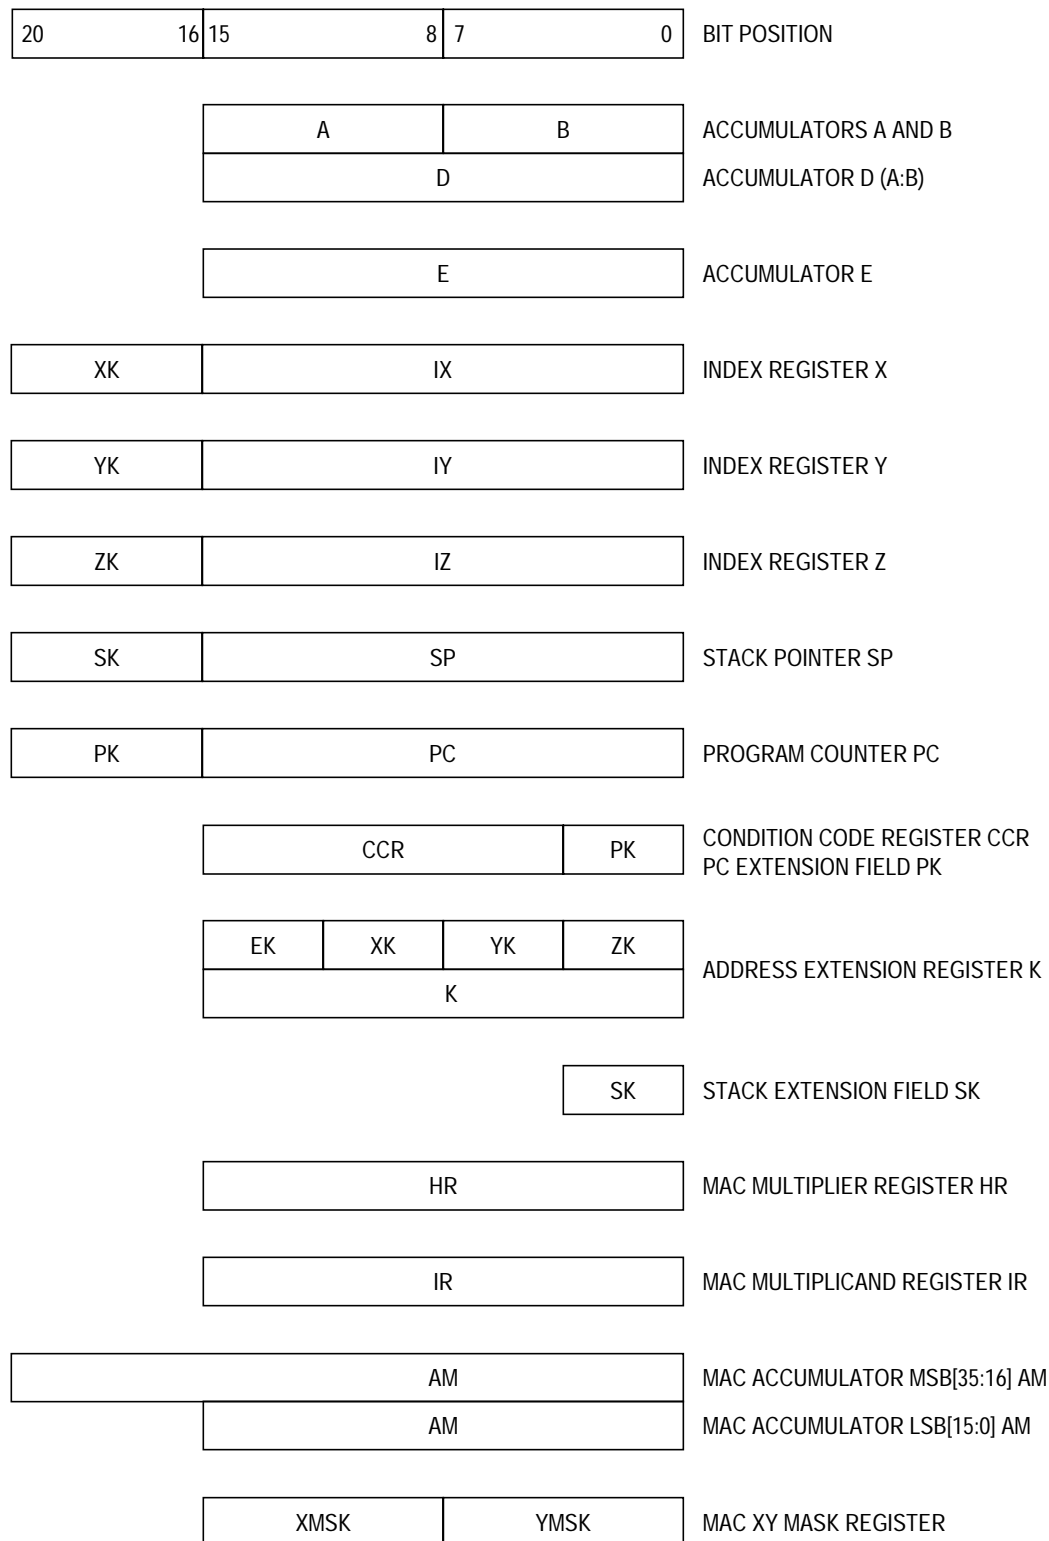 20 16 15 8 7 0 BIT POSITION
A B ACCUMULATORS A AND B
D ACCUMULATOR D (A:B)
E ACCUMULATOR E
XK IX INDEX REGISTER X
YK IY INDEX REGISTER Y
ZK IZ INDEX REGISTER Z
SK SP STACK POINTER SP
PK PC PROGRAM COUNTER PC
CCR PK CONDITION CODE REGISTER CCR
PC EXTENSION FIELD PK
EK XK YK ZK
ADDRESS EXTENSION REGISTER K
K
SK STACK EXTENSION FIELD SK
HR MAC MULTIPLIER REGISTER HR
IR MAC MULTIPLICAND REGISTER IR
AM MAC ACCUMULATOR MSB[35:16] AM
AM MAC ACCUMULATOR LSB[15:0] AM
XMSK YMSK MAC XY MASK REGISTER